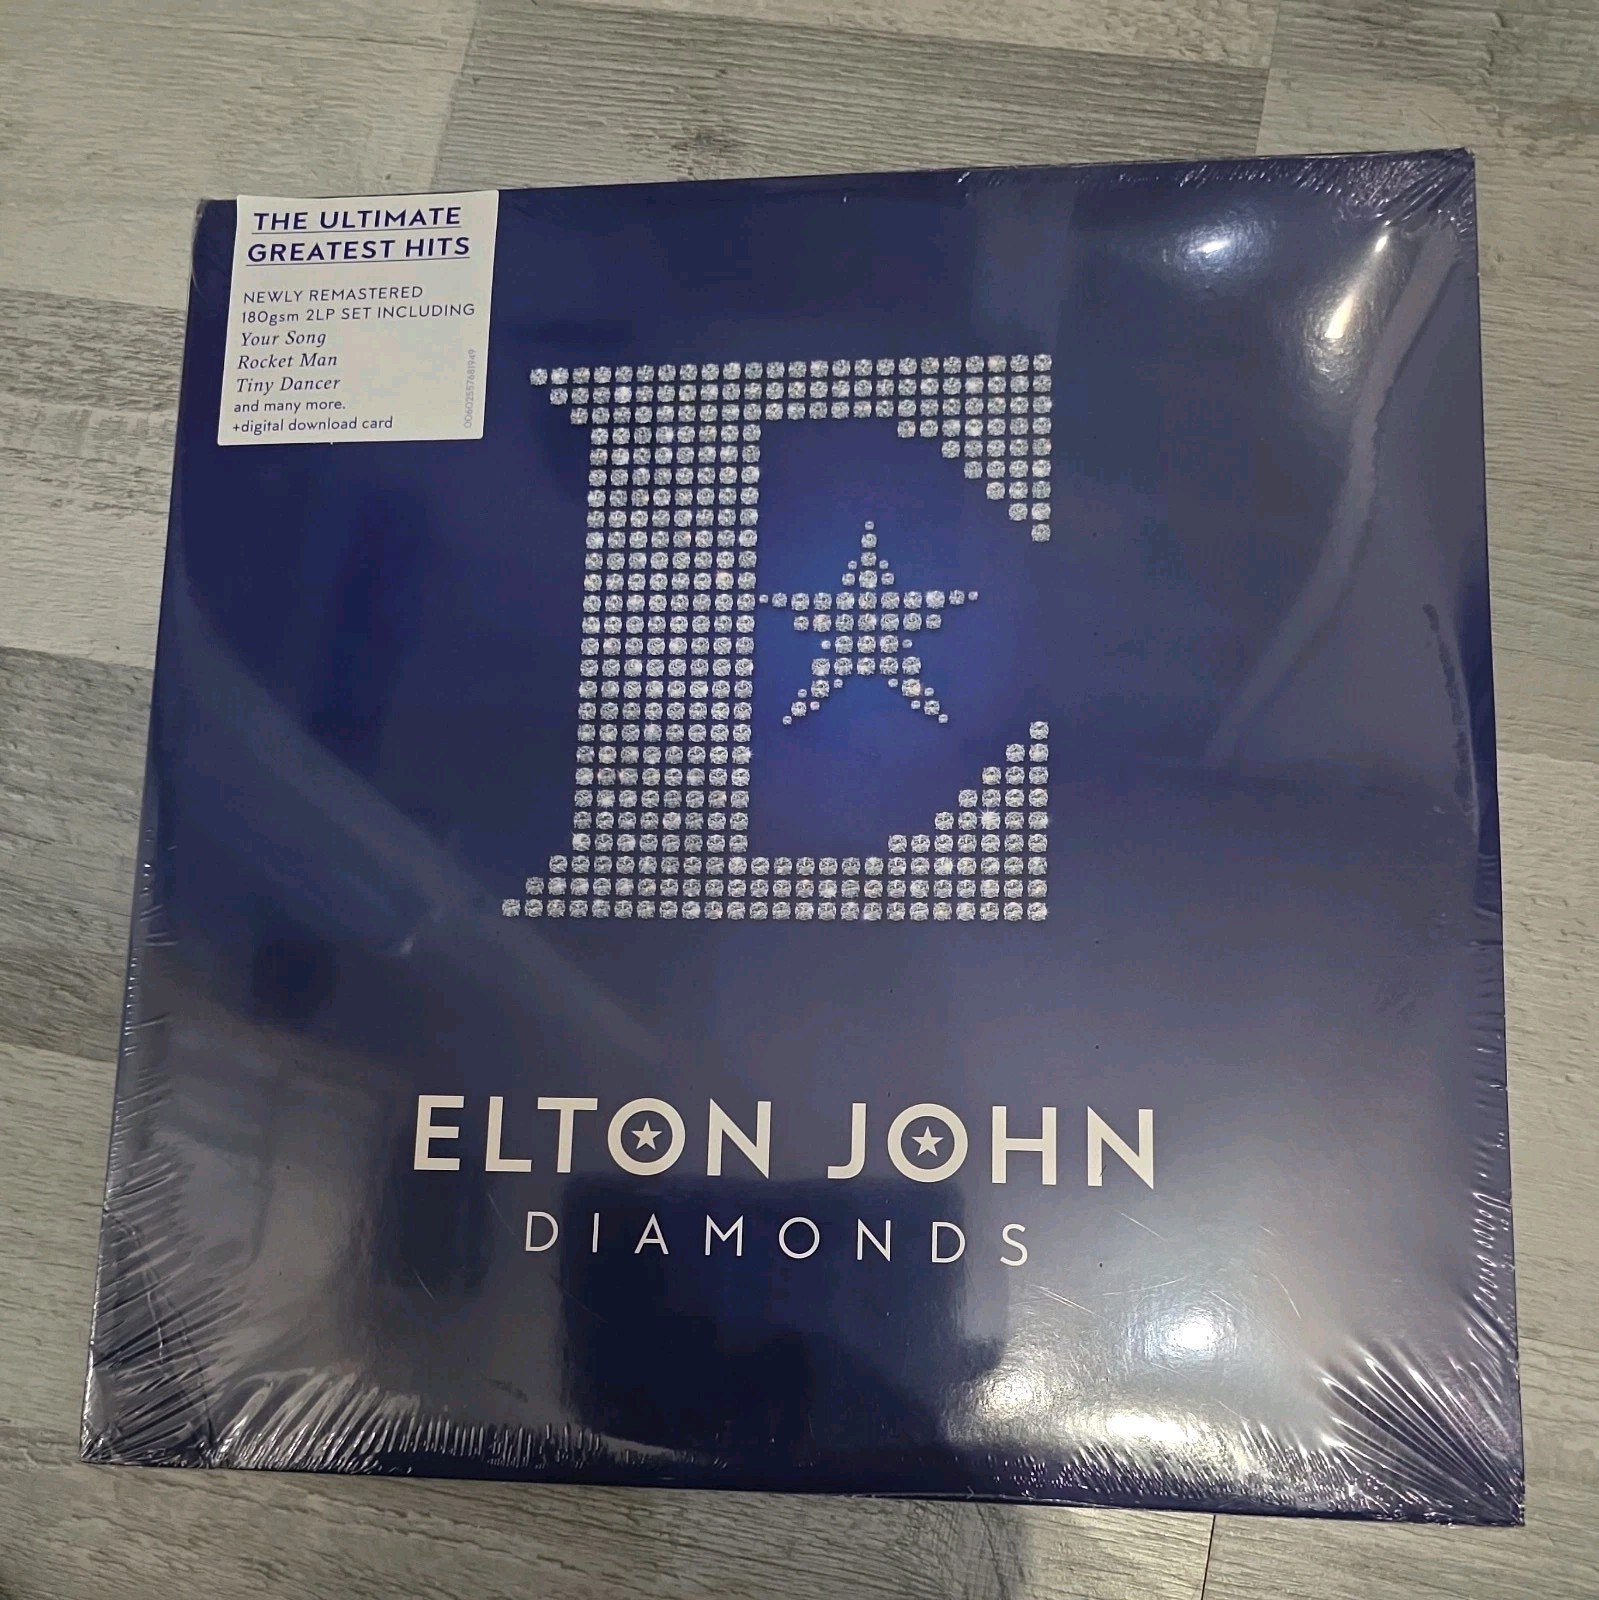 THE ULTIMATE
GREATEST HITS
NEWLY REMASTERED
180gsm 2LP SET INCLUDING
Your Song
Rocket Man
Tiny Dancer
and many more.
+digital download card
00602557681949
E
ELTON JOHN
DIAMONDS